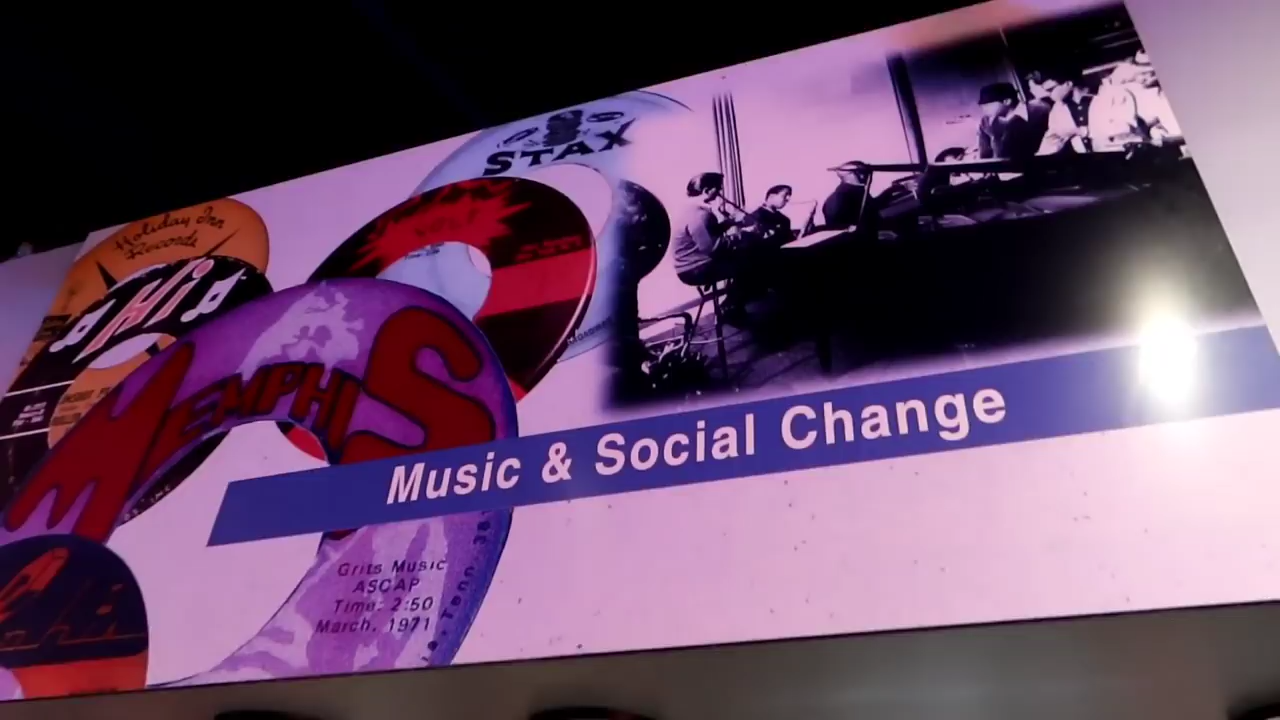 STAX
Holiday Inn
Records
Hi
MEMPHIS
Music & Social Change
Grits Music
ASCAP
Time: 2:50
March, 1971